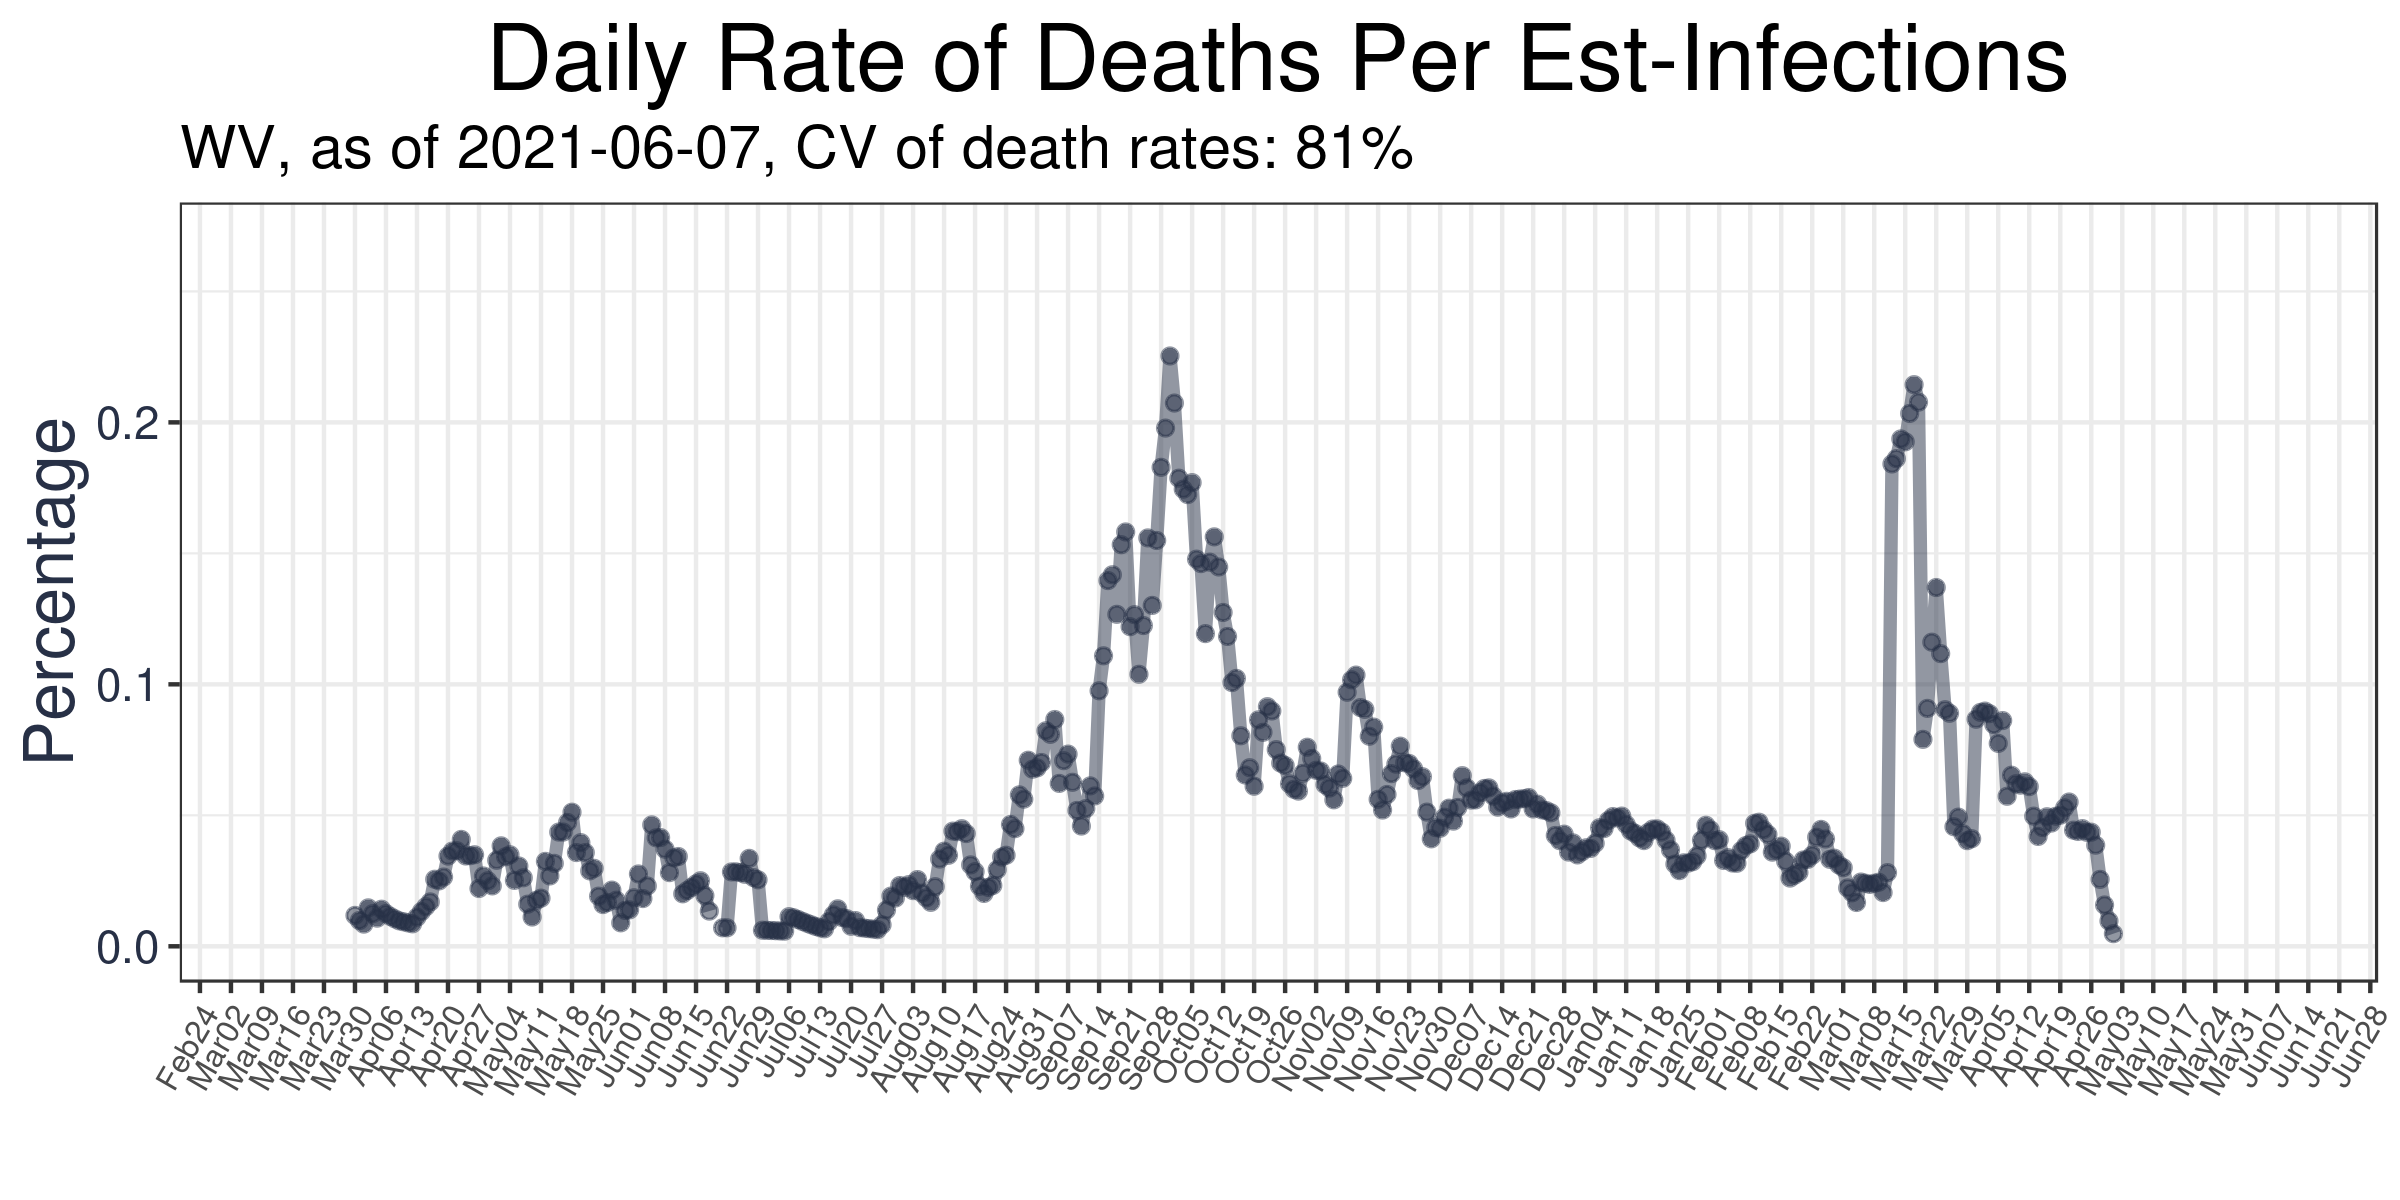 Daily Rate of Deaths Per Est-Infections
WV, as of 2021-06-07, CV of death rates: 81%
Percentage
0.2
0.1
0.0
Feb24
Mar02
Mar09
Mar16
Mar23
Mar30
Apr06
Apr13
Apr20
Apr27
May04
May11
May18
May25
Jun01
Jun08
Jun15
Jun22
Jun29
Jul06
Jul13
Jul20
Jul27
Aug03
Aug10
Aug17
Aug24
Aug31
Sep07
Sep14
Sep21
Sep28
Oct05
Oct12
Oct19
Oct26
Nov02
Nov09
Nov16
Nov23
Nov30
Dec07
Dec14
Dec21
Dec28
Jan04
Jan11
Jan18
Jan25
Feb01
Feb08
Feb15
Feb22
Mar01
Mar08
Mar15
Mar22
Mar29
Apr05
Apr12
Apr19
Apr26
May03
May10
May17
May24
May31
Jun07
Jun14
Jun21
Jun28